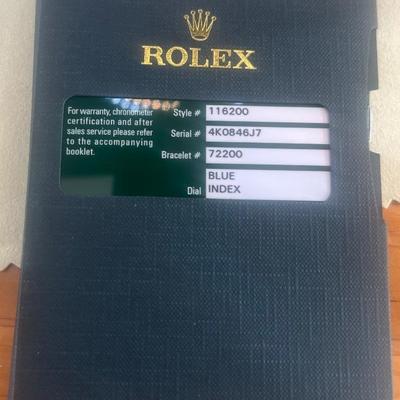 ROLEX
For warranty, chronometer
certification and after
sales service please refer
to the accompanying
booklet.
Style # 116200
Serial # 4K0846J7
Bracelet # 72200
BLUE
Dial INDEX